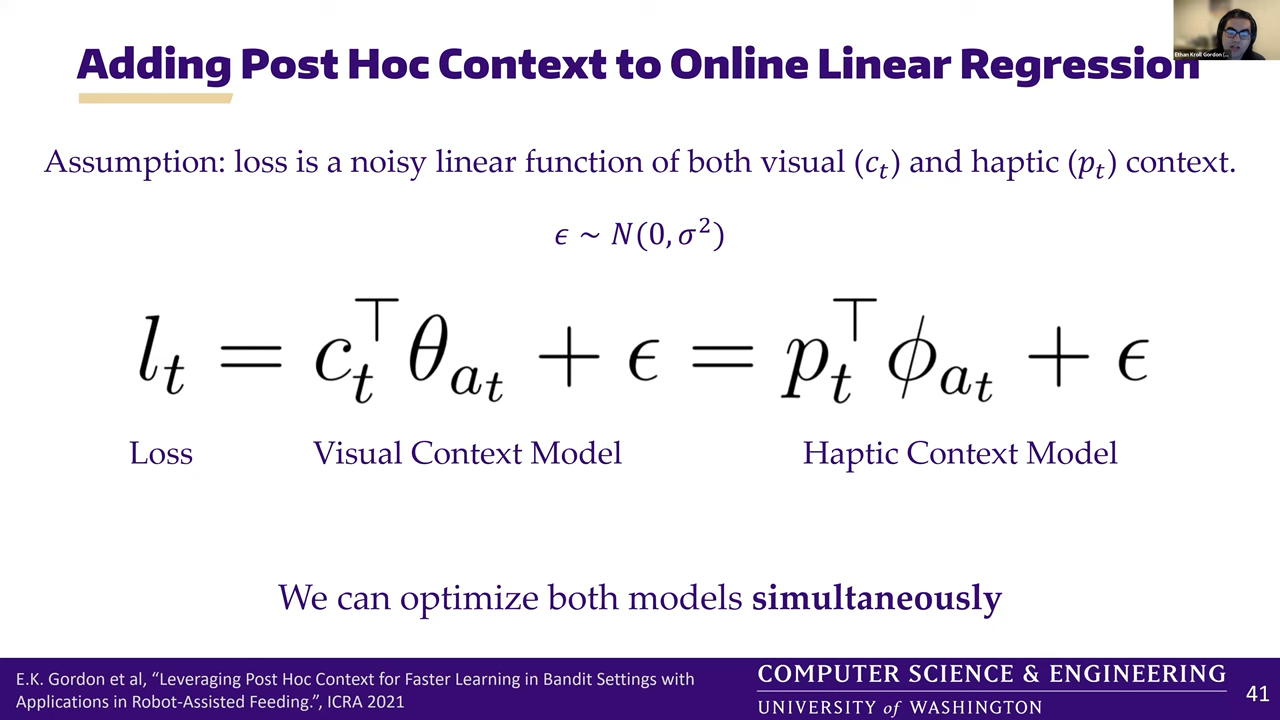 Adding Post Hoc Context to Online Linear Regression
Ethan Kroll Gordon (...
Assumption: loss is a noisy linear function of both visual (c_t) and haptic (p_t) context.
ϵ ~ N(0, σ²)
l_t = c_t^⊤ θ_{a_t} + ϵ = p_t^⊤ ϕ_{a_t} + ϵ
Loss Visual Context Model Haptic Context Model
We can optimize both models simultaneously
E.K. Gordon et al, “Leveraging Post Hoc Context for Faster Learning in Bandit Settings with
Applications in Robot-Assisted Feeding.”, ICRA 2021
COMPUTER SCIENCE & ENGINEERING
UNIVERSITY of WASHINGTON
41